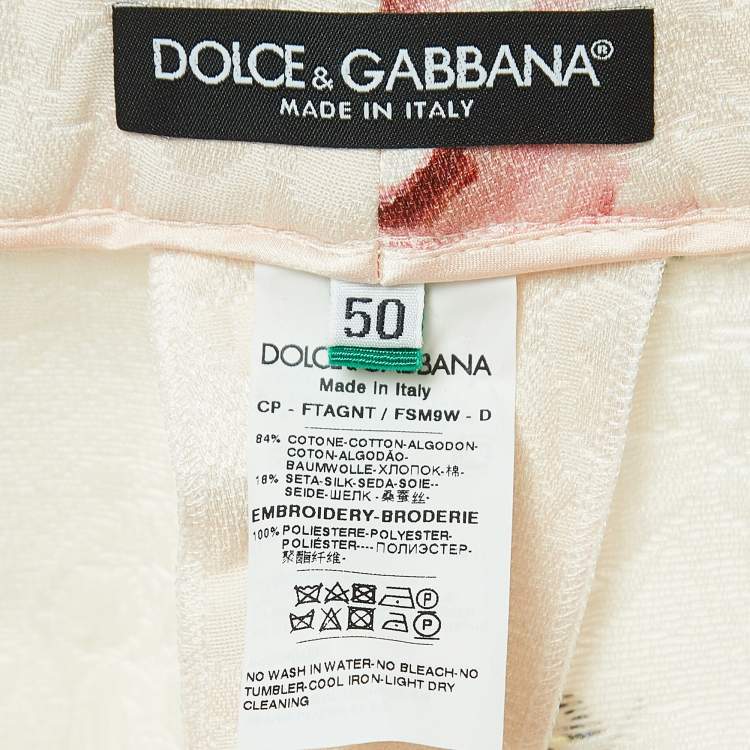 DOLCE & GABBANA®
MADE IN ITALY
50
DOLCE & GABBANA
Made in Italy
CP - FTAGNT / FSM9W - D
84% COTONE-COTTON-ALGODON-
COTON-ALGODÃO-
BAUMWOLLE-ХЛОПОК-棉-
16% SETA-SILK-SEDA-SOIE--
SEIDE-ШЕЛК - 桑蚕丝-
EMBROIDERY-BRODERIE
100% POLIESTERE-POLYESTER-
POLIÉSTER----ПОЛИЭСТЕР-
聚酯纤维-
P
P
NO WASH IN WATER-NO BLEACH-NO
TUMBLER-COOL IRON-LIGHT DRY
CLEANING